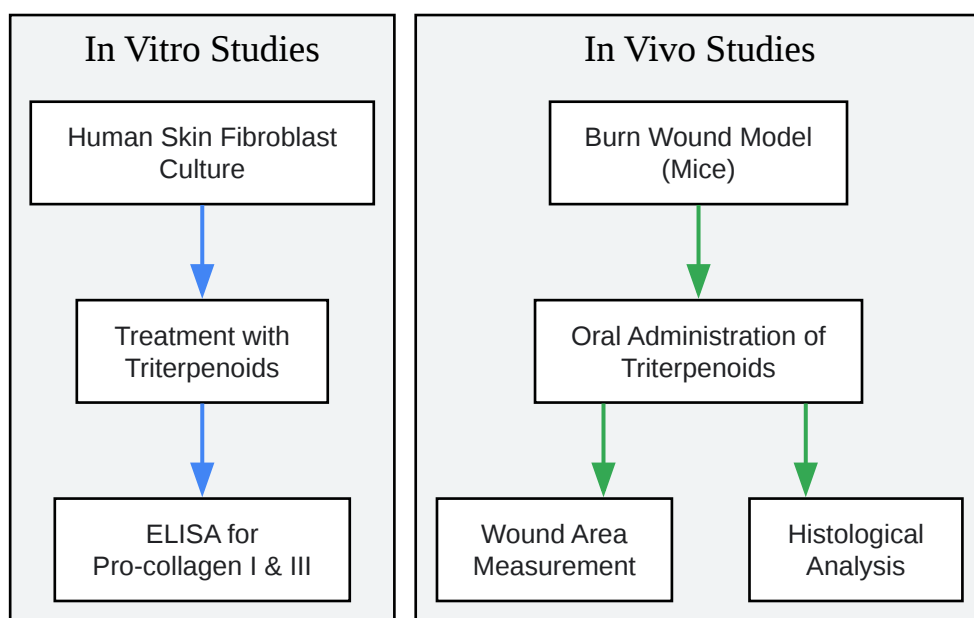 In Vitro Studies
Human Skin Fibroblast
Culture
Treatment with
Triterpenoids
ELISA for
Pro-collagen I & III
In Vivo Studies
Burn Wound Model
(Mice)
Oral Administration of
Triterpenoids
Wound Area
Measurement
Histological
Analysis